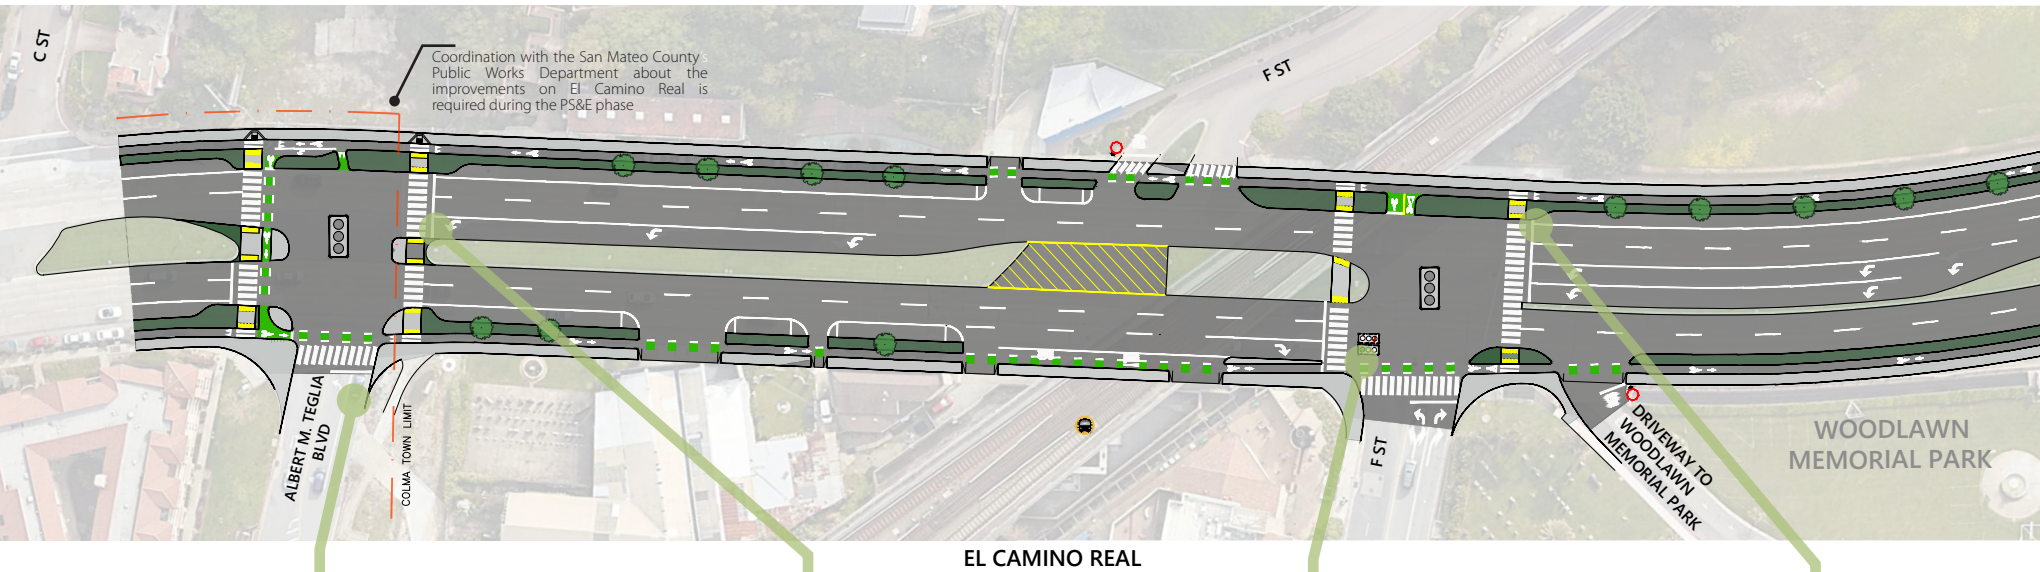 C ST
Coordination with the San Mateo County's
Public Works Department about the
improvements on El Camino Real is
required during the PS&E phase
F ST
ALBERT M. TEGLIA
BLVD
COLMA TOWN LIMIT
F ST
DRIVEWAY TO
WOODLAWN
MEMORIAL PARK
WOODLAWN
MEMORIAL PARK
EL CAMINO REAL